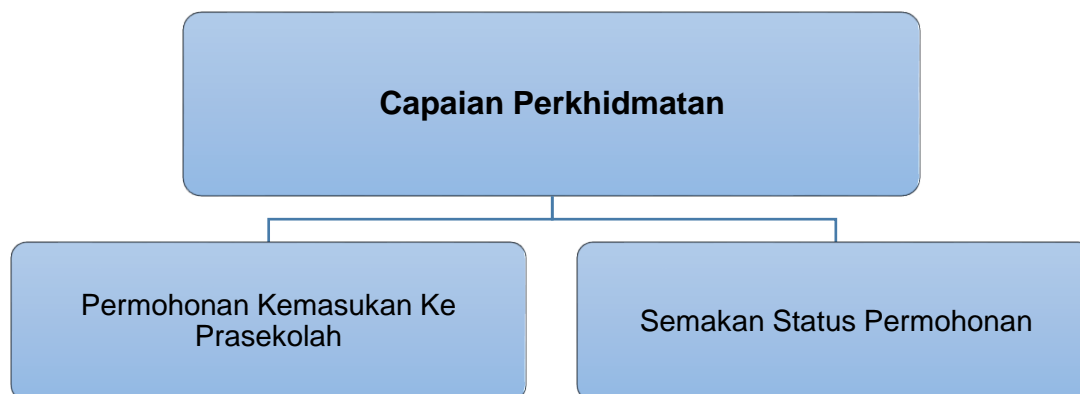 Capaian Perkhidmatan
Permohonan Kemasukan Ke
Prasekolah
Semakan Status Permohonan